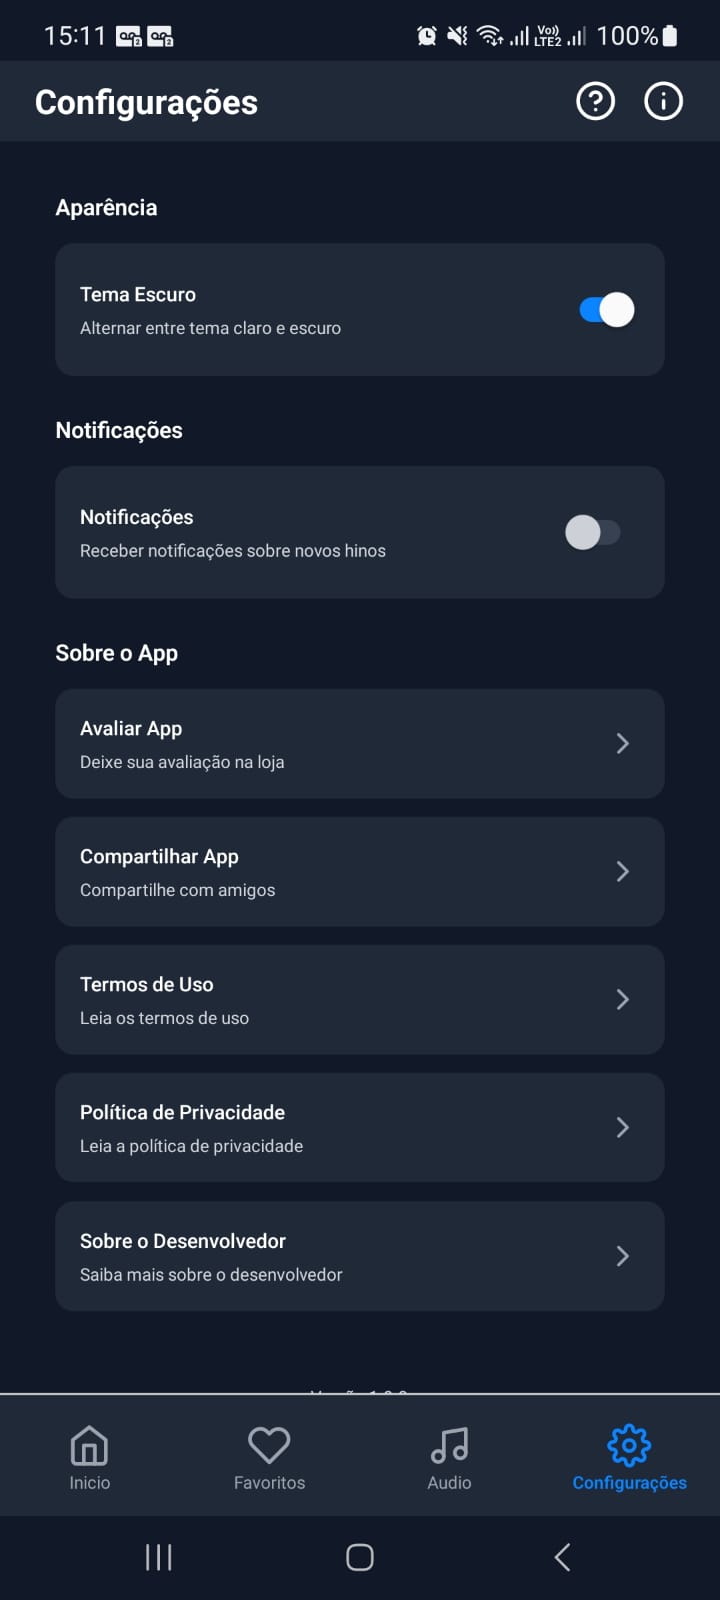 15:11
Vo)) LTE2 100%
Configurações
Aparência
Tema Escuro
Alternar entre tema claro e escuro
Notificações
Notificações
Receber notificações sobre novos hinos
Sobre o App
Avaliar App
Deixe sua avaliação na loja
Compartilhar App
Compartilhe com amigos
Termos de Uso
Leia os termos de uso
Política de Privacidade
Leia a política de privacidade
Sobre o Desenvolvedor
Saiba mais sobre o desenvolvedor
Inicio
Favoritos
Audio
Configurações